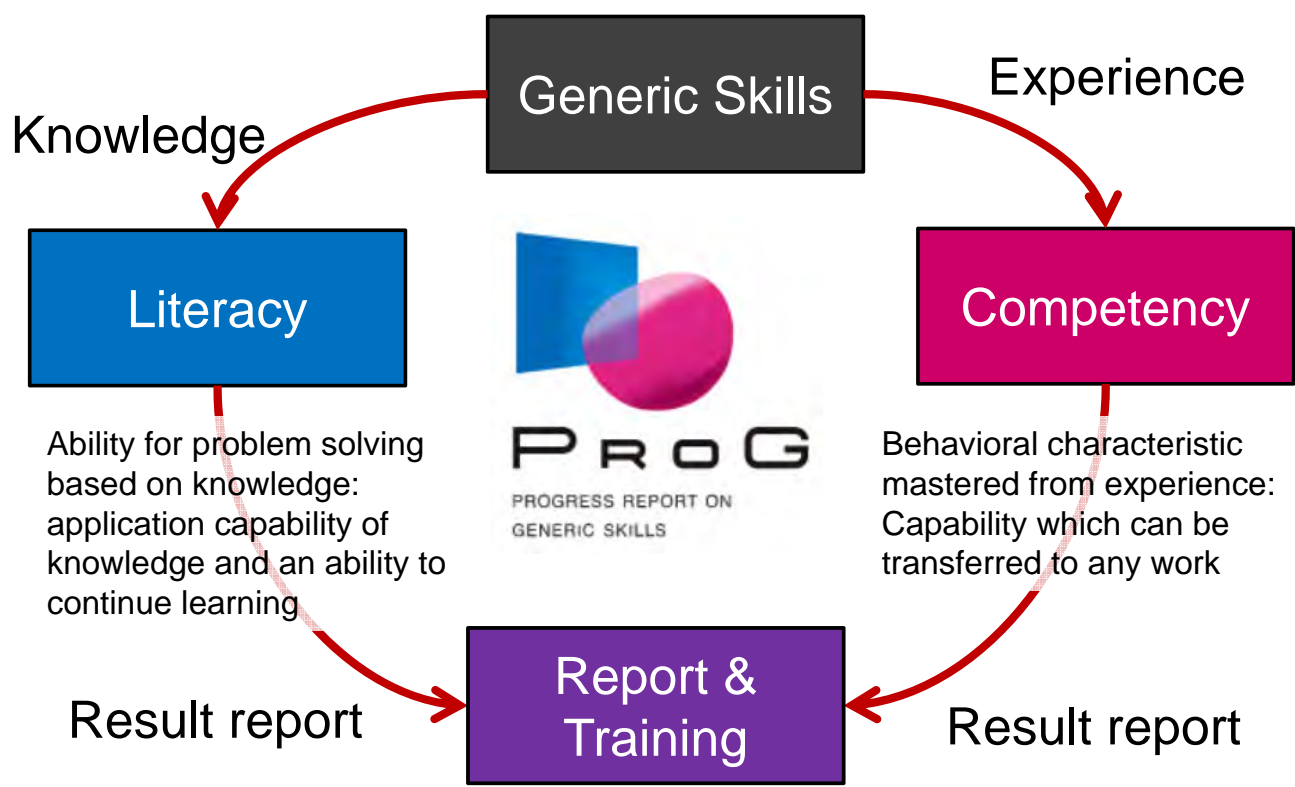 Generic Skills
Experience
Knowledge
Literacy
Competency
PROG
PROGRESS REPORT ON
GENERIC SKILLS
Ability for problem solving
based on knowledge:
application capability of
knowledge and an ability to
continue learning
Behavioral characteristic
mastered from experience:
Capability which can be
transferred to any work
Report &
Training
Result report
Result report